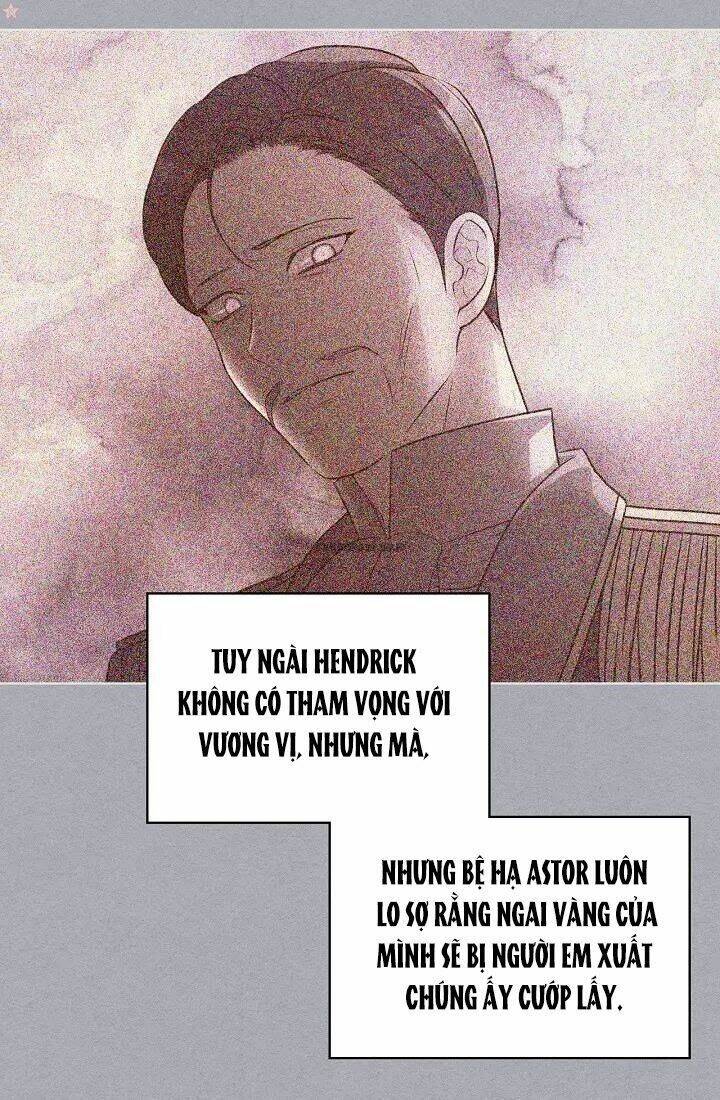 TUY NGÀI HENDRICK
KHÔNG CÓ THAM VỌNG VỚI
VƯƠNG VỊ, NHƯNG MÀ,
NHƯNG BỆ HẠ ASTOR LUÔN
LO SỢ RẰNG NGAI VÀNG CỦA
MÌNH SẼ BỊ NGƯỜI EM XUẤT
CHÚNG ẤY CƯỚP LẤY.